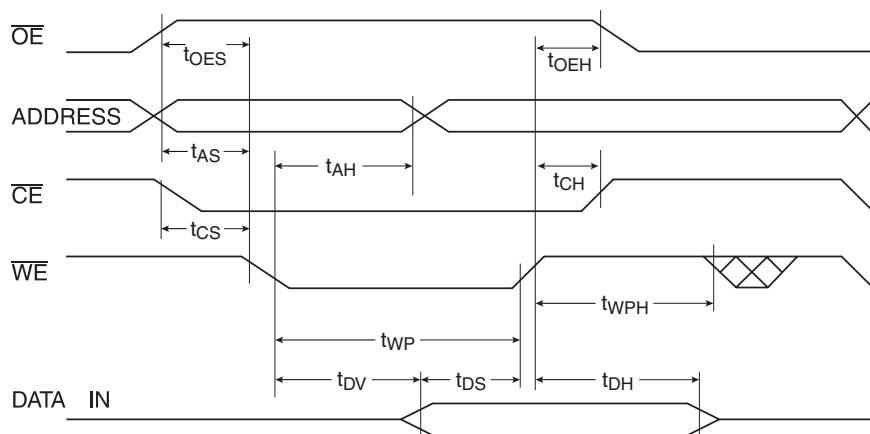 OE
tOES
tOEH
ADDRESS
tAS
tAH
tCH
CE
tCS
WE
tWPH
tWP
tDV
tDS
tDH
DATA IN